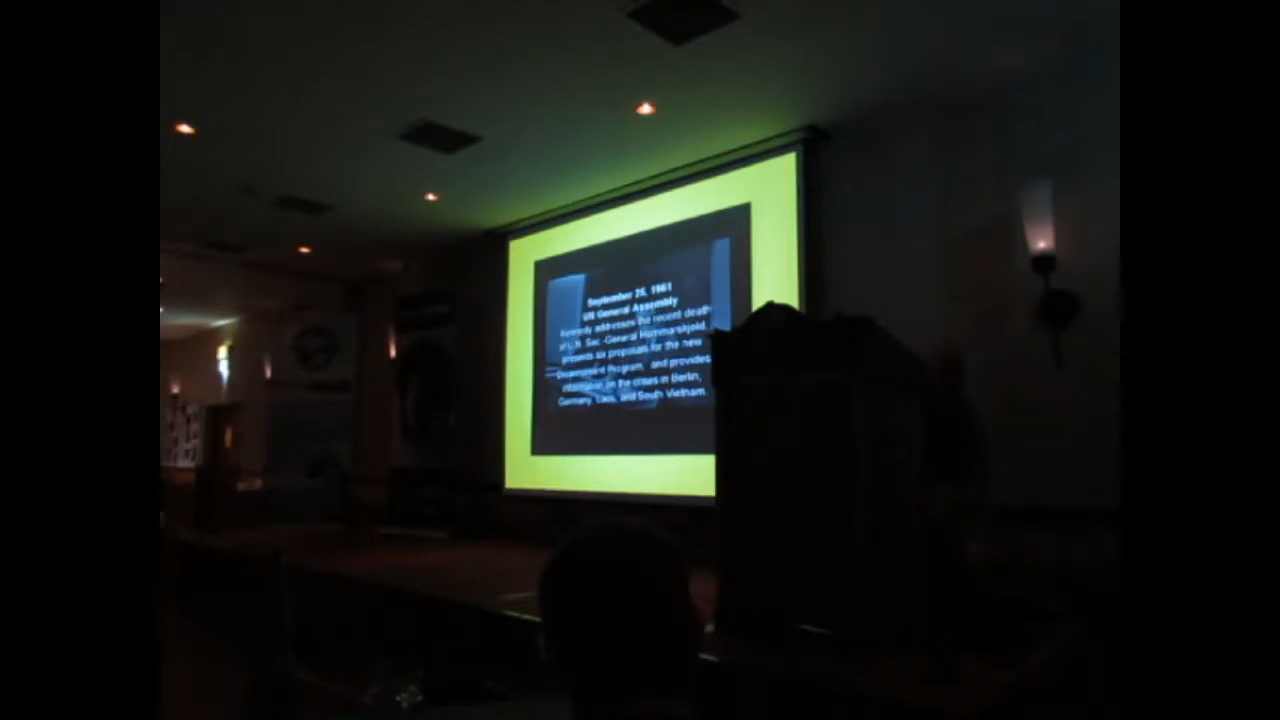 September 25, 1961
UN General Assembly
Kennedy addresses the recent death
of U.N. Sec.-General Hammarskjold,
presents six proposals for the new
Disarmament Program, and provides
information on the crises in Berlin,
Germany, Laos, and South Vietnam.